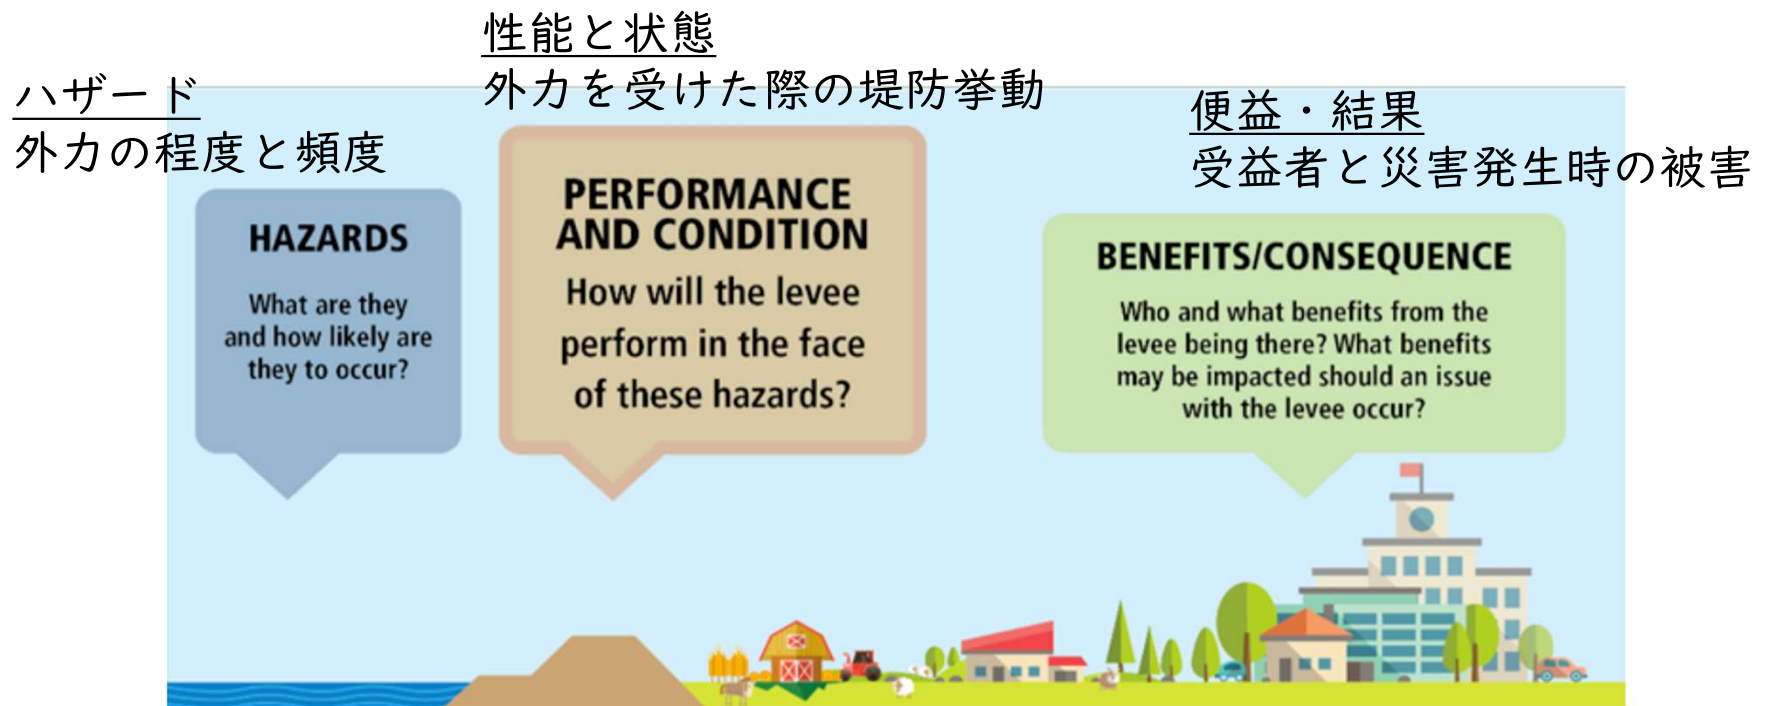 ハザード
外力の程度と頻度
HAZARDS
What are they
and how likely are
they to occur?
性能と状態
外力を受けた際の堤防挙動
PERFORMANCE
AND CONDITION
How will the levee
perform in the face
of these hazards?
便益・結果
受益者と災害発生時の被害
BENEFITS/CONSEQUENCE
Who and what benefits from the
levee being there? What benefits
may be impacted should an issue
with the levee occur?